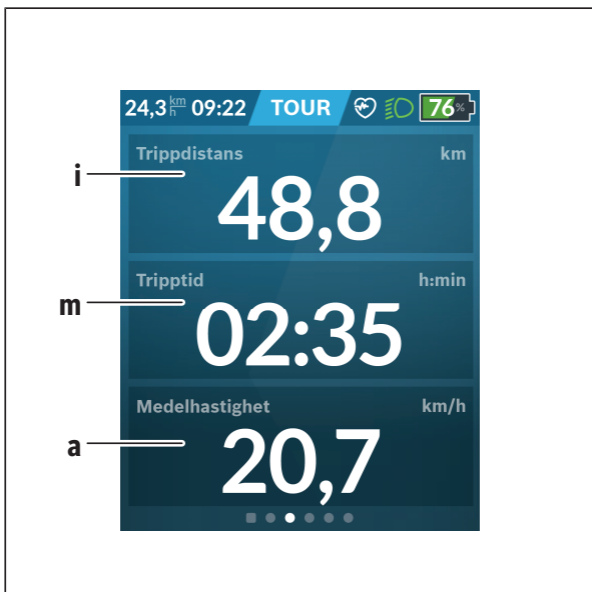 24,3 km/h 09:22 TOUR 76%
Trippdistans km
i
48,8
Tripptid h:min
m
02:35
Medelhastighet km/h
a
20,7